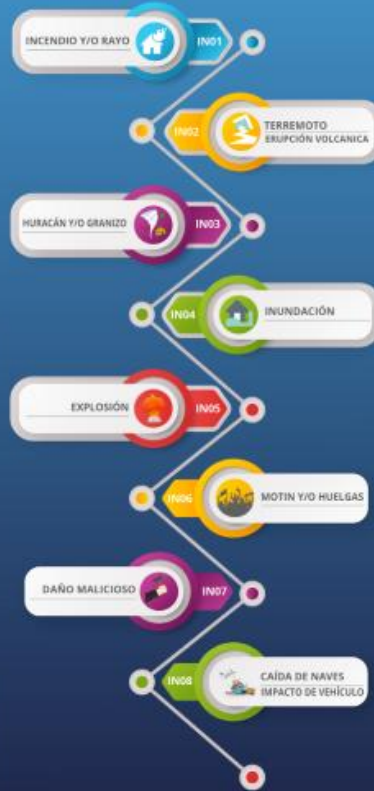 INCENDIO Y/O RAYO
IN01
IN02
TERREMOTO
ERUPCIÓN VOLCANICA
HURACÁN Y/O GRANIZO
IN03
IN04
INUNDACIÓN
EXPLOSIÓN
IN05
IN06
MOTIN Y/O HUELGAS
DAÑO MALICIOSO
IN07
IN08
CAÍDA DE NAVES
IMPACTO DE VEHÍCULO